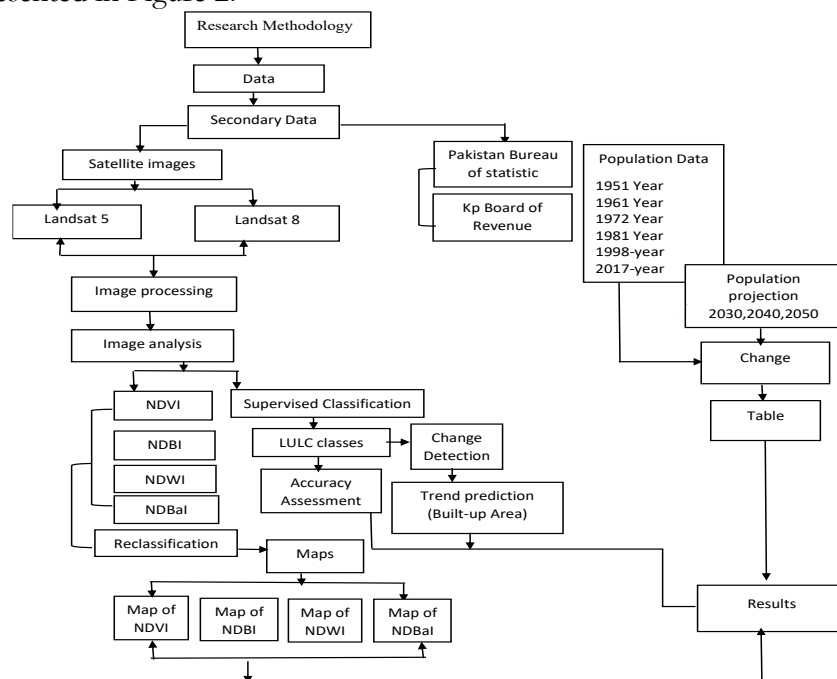 esented in Figure 2.
Research Methodology
Data
Secondary Data
Satellite images
Landsat 5
Landsat 8
Pakistan Bureau
of statistic
Kp Board of
Revenue
Population Data
1951 Year
1961 Year
1972 Year
1981 Year
1998-year
2017-year
Population
projection
2030,2040,2050
Change
Table
Image processing
Image analysis
NDVI
NDBI
NDWI
NDBaI
Reclassification
Supervised Classification
LULC classes
Change
Detection
Accuracy
Assessment
Trend prediction
(Built-up Area)
Maps
Map of
NDVI
Map of
NDBI
Map of
NDWI
Map of
NDBaI
Results